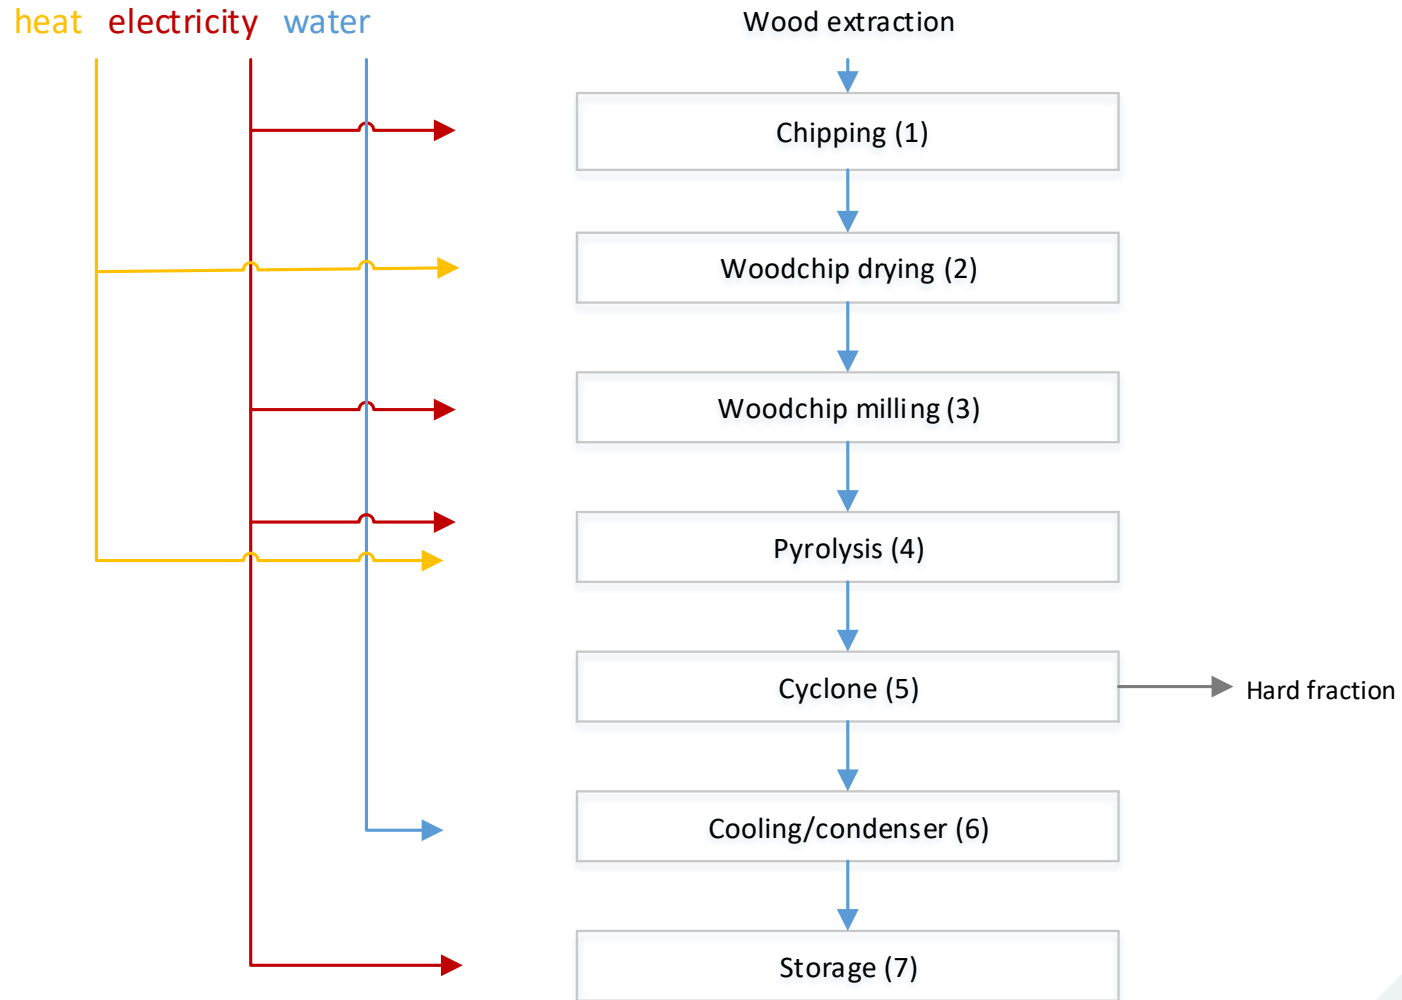 heat electricity water
Wood extraction
Chipping (1)
Woodchip drying (2)
Woodchip milling (3)
Pyrolysis (4)
Cyclone (5)
Hard fraction
Cooling/condenser (6)
Storage (7)